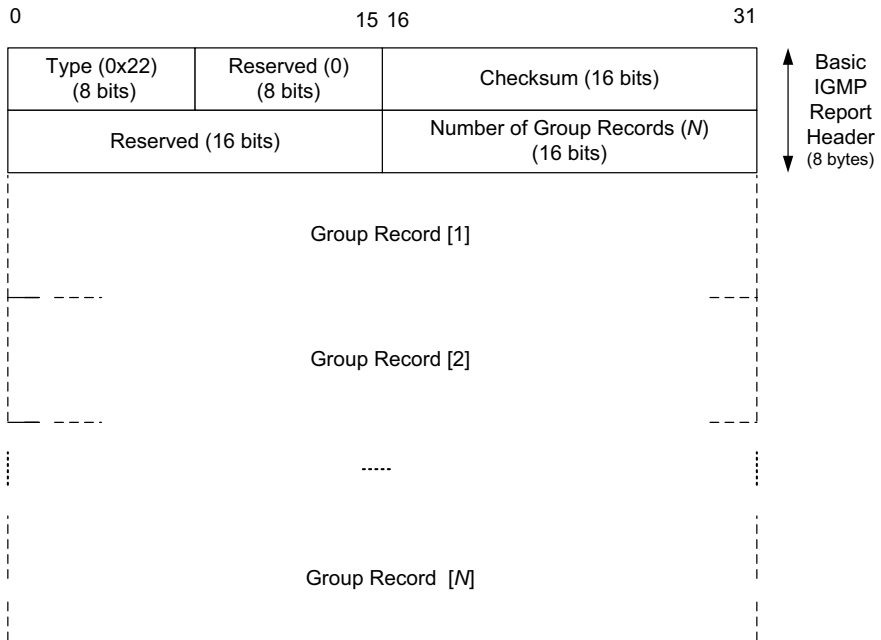 0 15 16 31
Type (0x22) Reserved (0) Checksum (16 bits) Basic
(8 bits) (8 bits) IGMP
Reserved (16 bits) Number of Group Records (N) Report
(16 bits) Header
(8 bytes)
Group Record [1]
Group Record [2]
.....
Group Record [N]